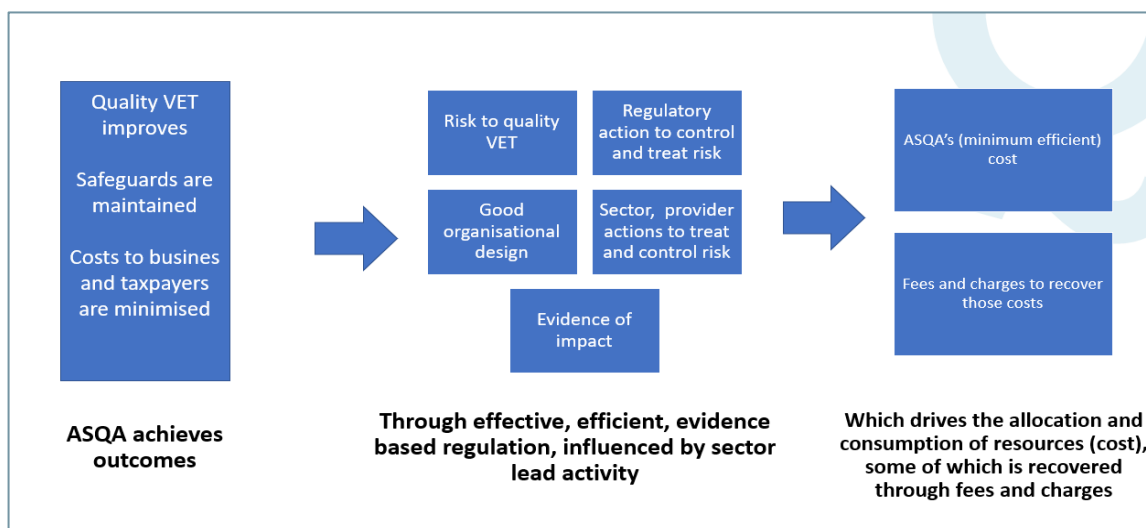 Quality VET
improves
Safeguards are
maintained
Costs to busines
and taxpayers
are minimised
ASQA achieves
outcomes
Risk to quality
VET
Regulatory
action to control
and treat risk
Good
organisational
design
Sector, provider
actions to treat
and control risk
Evidence of
impact
Through effective, efficient, evidence
based regulation, influenced by sector
lead activity
ASQA's (minimum efficient)
cost
Fees and charges to recover
those costs
Which drives the allocation and
consumption of resources (cost),
some of which is recovered
through fees and charges